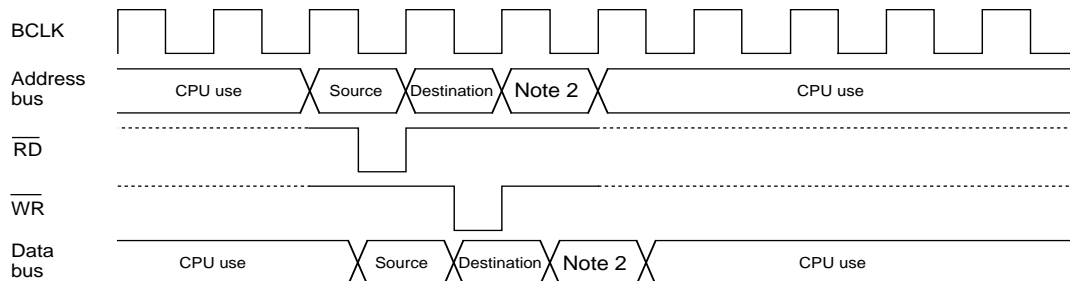 BCLK
Address
bus
CPU use
Source
Destination
Note 2
CPU use
RD
WR
Data
bus
CPU use
Source
Destination
Note 2
CPU use